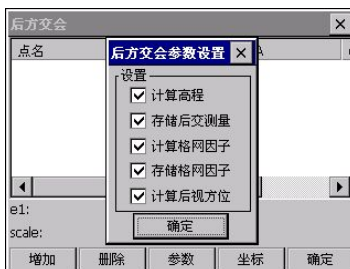 后方交会
点名
后方交会参数设置
设置
计算高程
存储后交测量
计算格网因子
存储格网因子
计算后视方位
确定
e1:
scale:
增加 删除 参数 坐标 确定